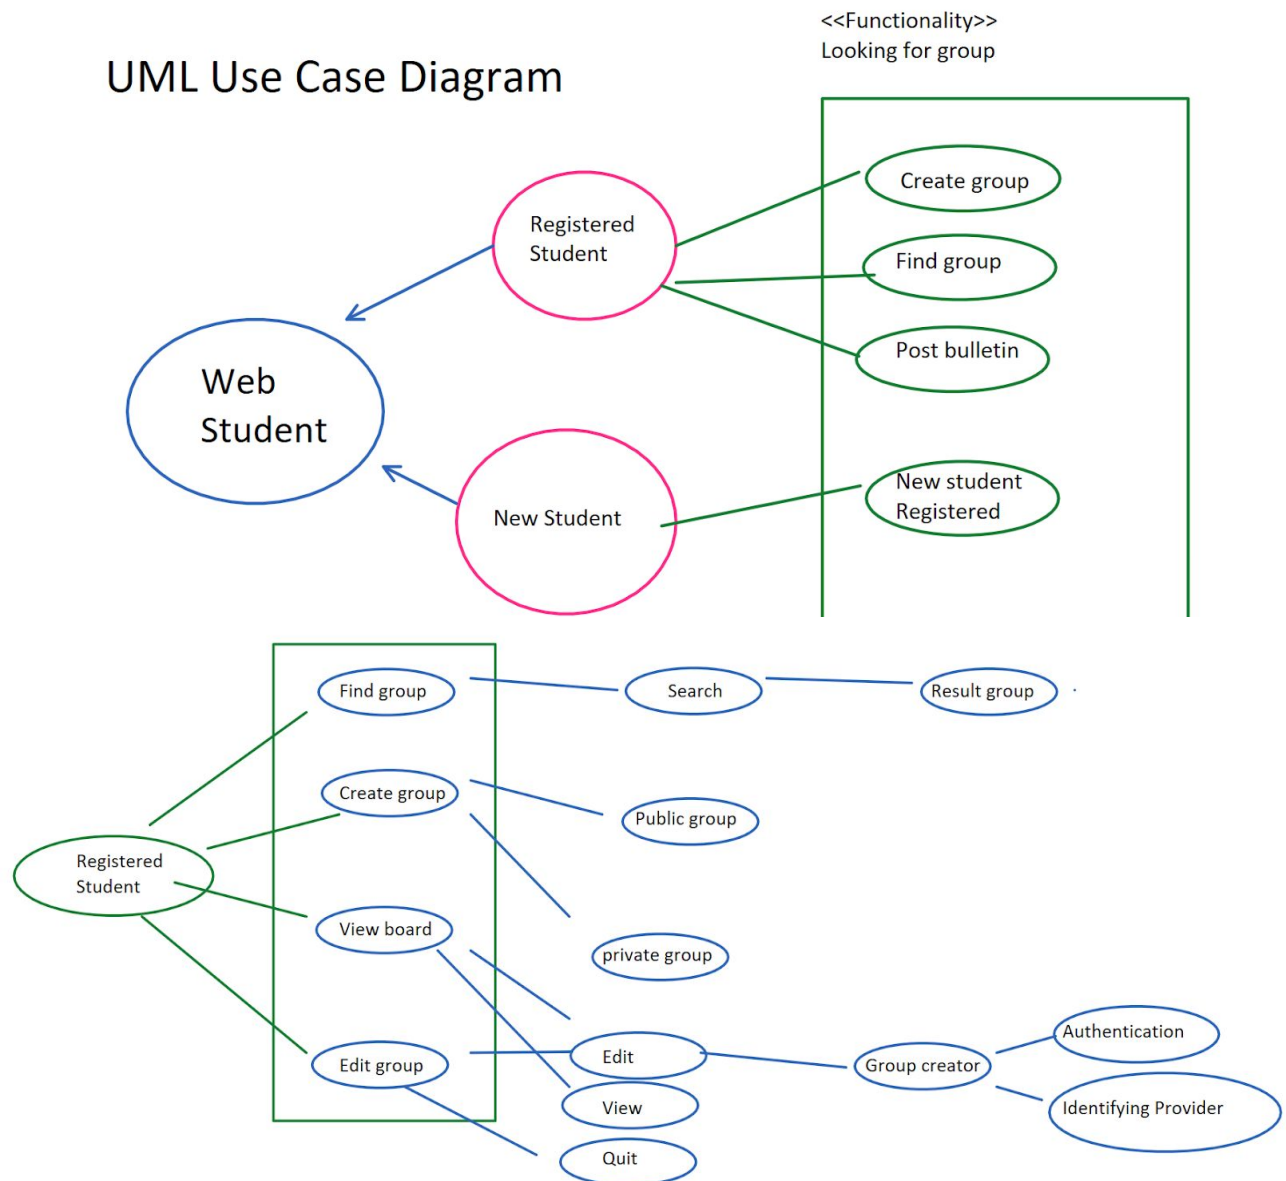 <<Functionality>>
Looking for group
UML Use Case Diagram
Create group
Registered
Student
Find group
Post bulletin
Web
Student
New student
Registered
New Student
Find group
Search
Result group
Create group
Public group
Registered
Student
View board
private group
Authentication
Edit group
Edit
Group creator
View
Identifying Provider
Quit